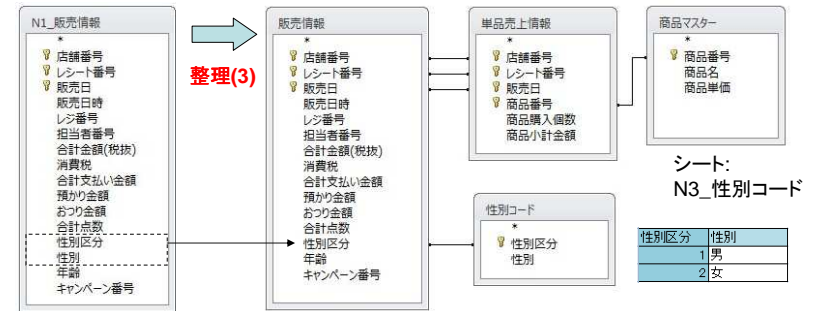 N1_販売情報
*
店舗番号
レシート番号
販売日
販売日時
レジ番号
担当者番号
合計金額(税抜)
消費税
合計支払い金額
預かり金額
おつり金額
合計点数
性別区分
性別
年齢
キャンペーン番号
整理(3)
販売情報
*
店舗番号
レシート番号
販売日
販売日時
レジ番号
担当者番号
合計金額(税抜)
消費税
合計支払い金額
預かり金額
おつり金額
合計点数
性別区分
年齢
キャンペーン番号
単品売上情報
*
店舗番号
レシート番号
販売日
商品番号
商品購入個数
商品小計金額
商品マスター
*
商品番号
商品名
商品単価
性別コード
*
性別区分
性別
シート:
N3_性別コード
性別区分 性別
1 男
2 女